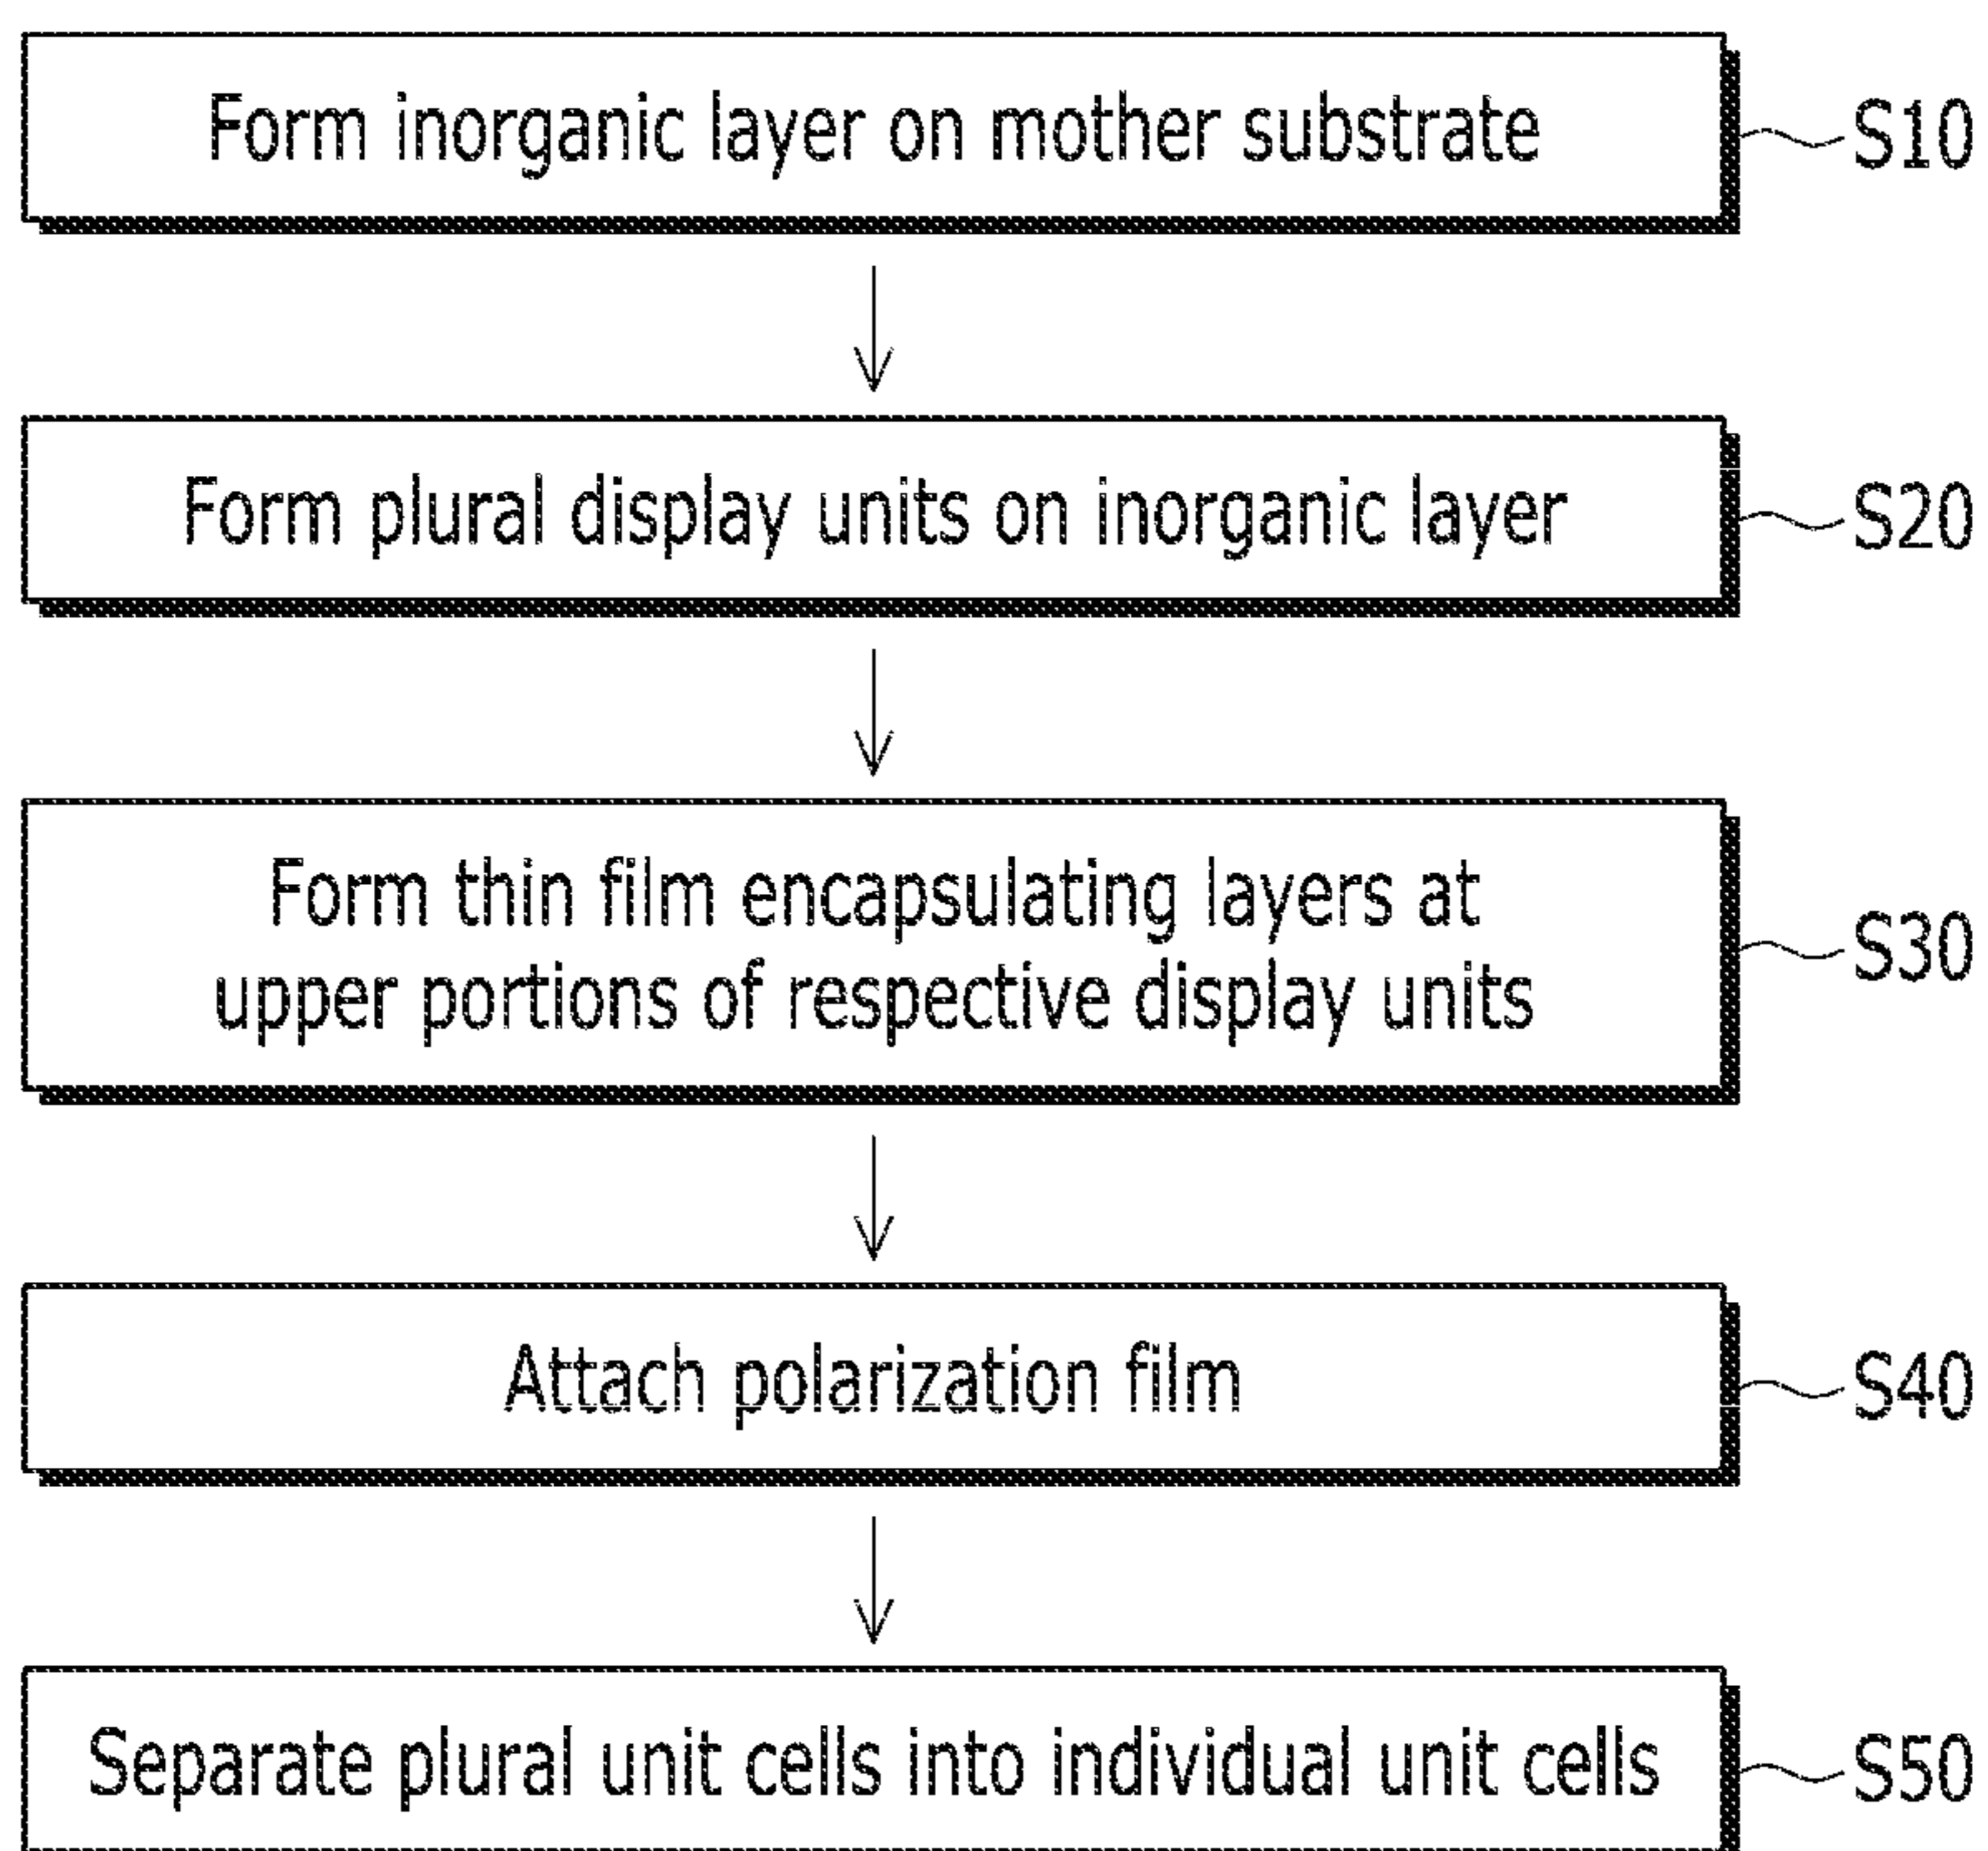 Form inorganic layer on mother substrate
S10
Form plural display units on inorganic layer
S20
Form thin film encapsulating layers at
upper portions of respective display units
S30
Attach polarization film
S40
Separate plural unit cells into individual unit cells
S50